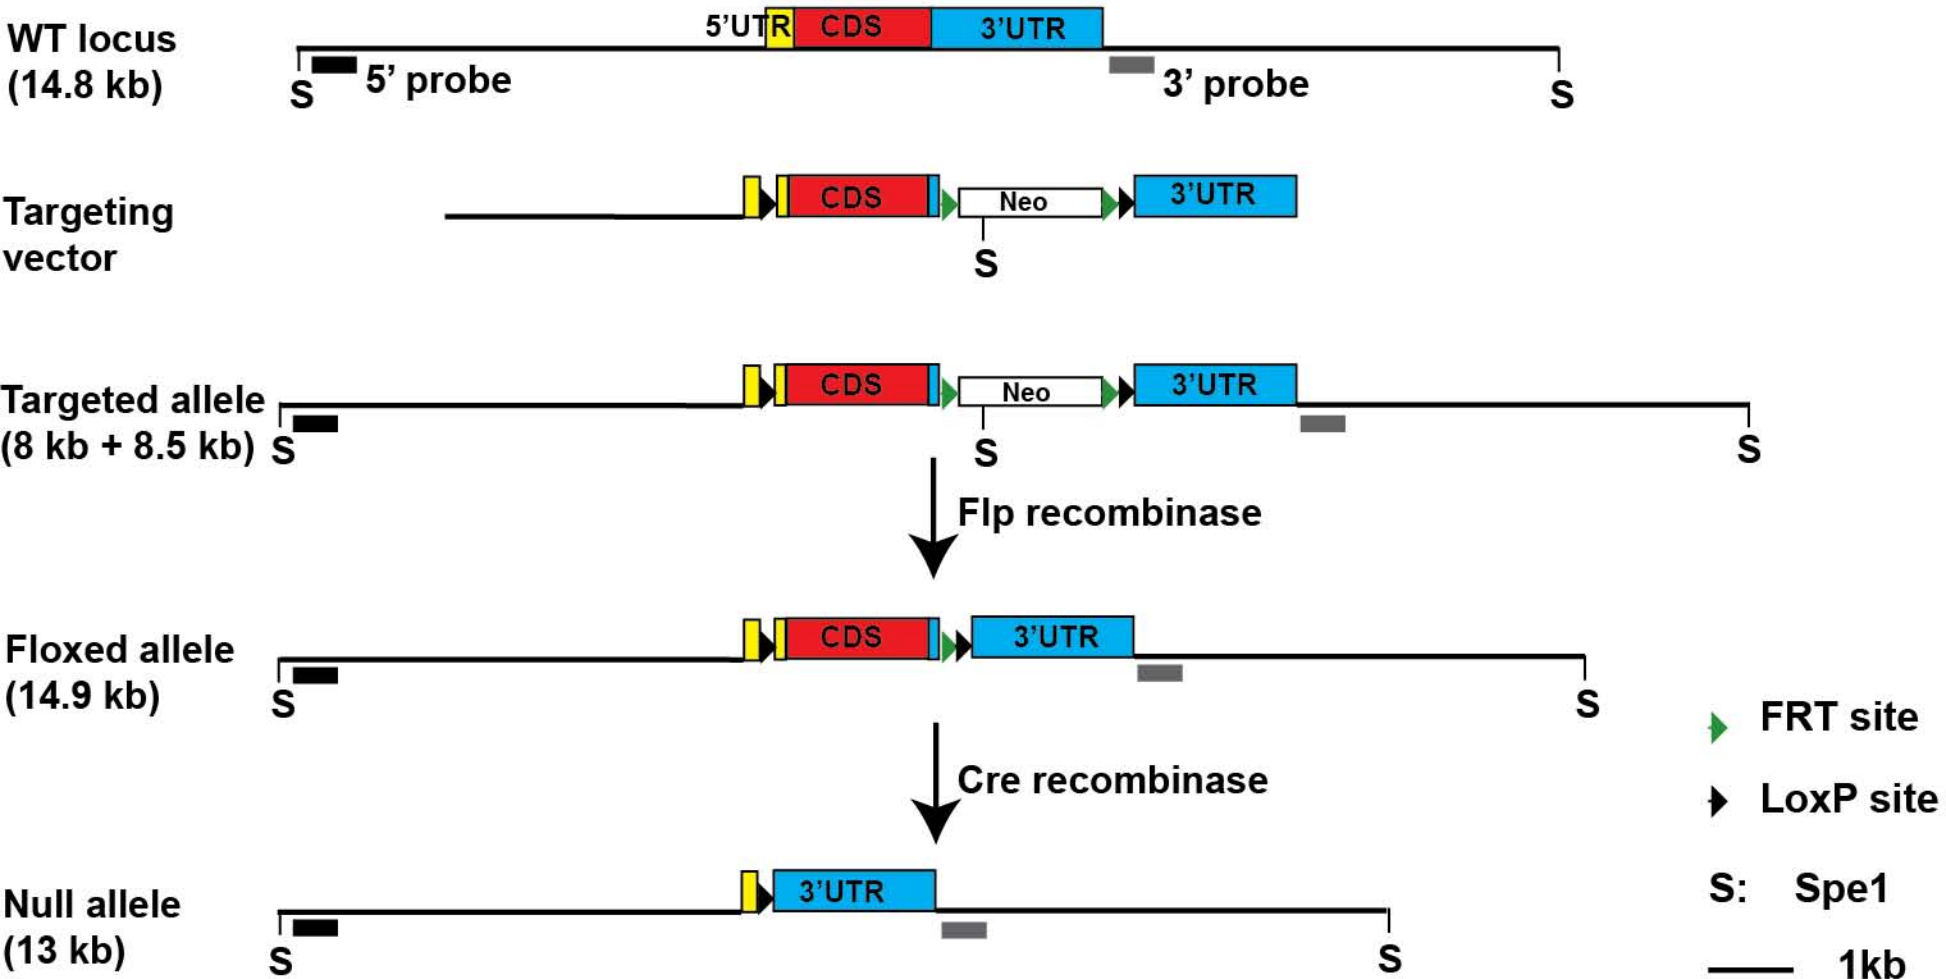 WT locus
(14.8 kb)
5’UTR
CDS
3’UTR
S
5’ probe
3’ probe
S
Targeting
vector
CDS
Neo
3’UTR
S
Targeted allele
(8 kb + 8.5 kb)
CDS
Neo
3’UTR
S
S
S
Flp recombinase
Floxed allele
(14.9 kb)
CDS
3’UTR
S
S
Cre recombinase
Null allele
(13 kb)
3’UTR
S
S
FRT site
LoxP site
S: Spe1
1kb